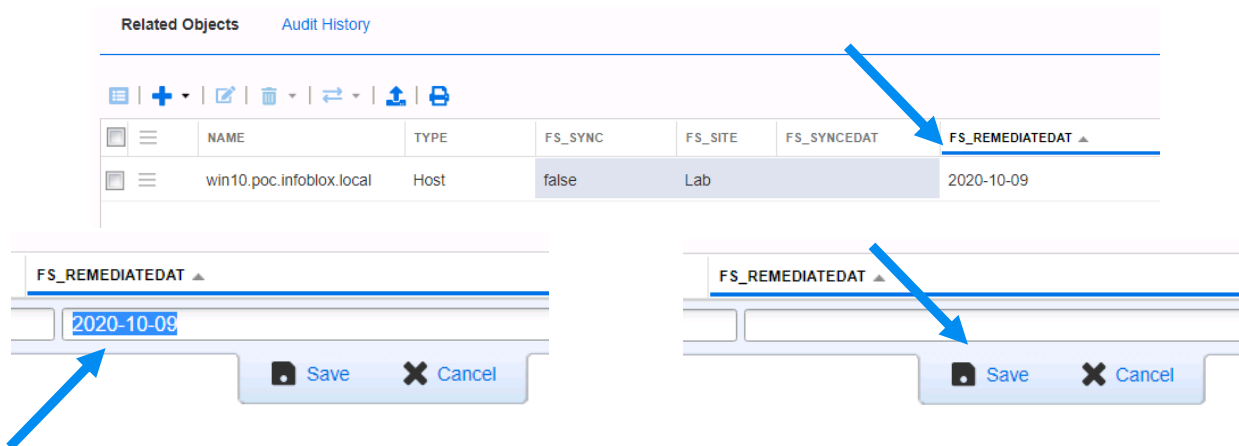 Related Objects Audit History
NAME TYPE FS_SYNC FS_SITE FS_SYNCEDAT FS_REMEDIATEDAT
win10.poc.infoblox.local Host false Lab 2020-10-09
FS_REMEDIATEDAT
2020-10-09
Save Cancel
FS_REMEDIATEDAT
Save Cancel